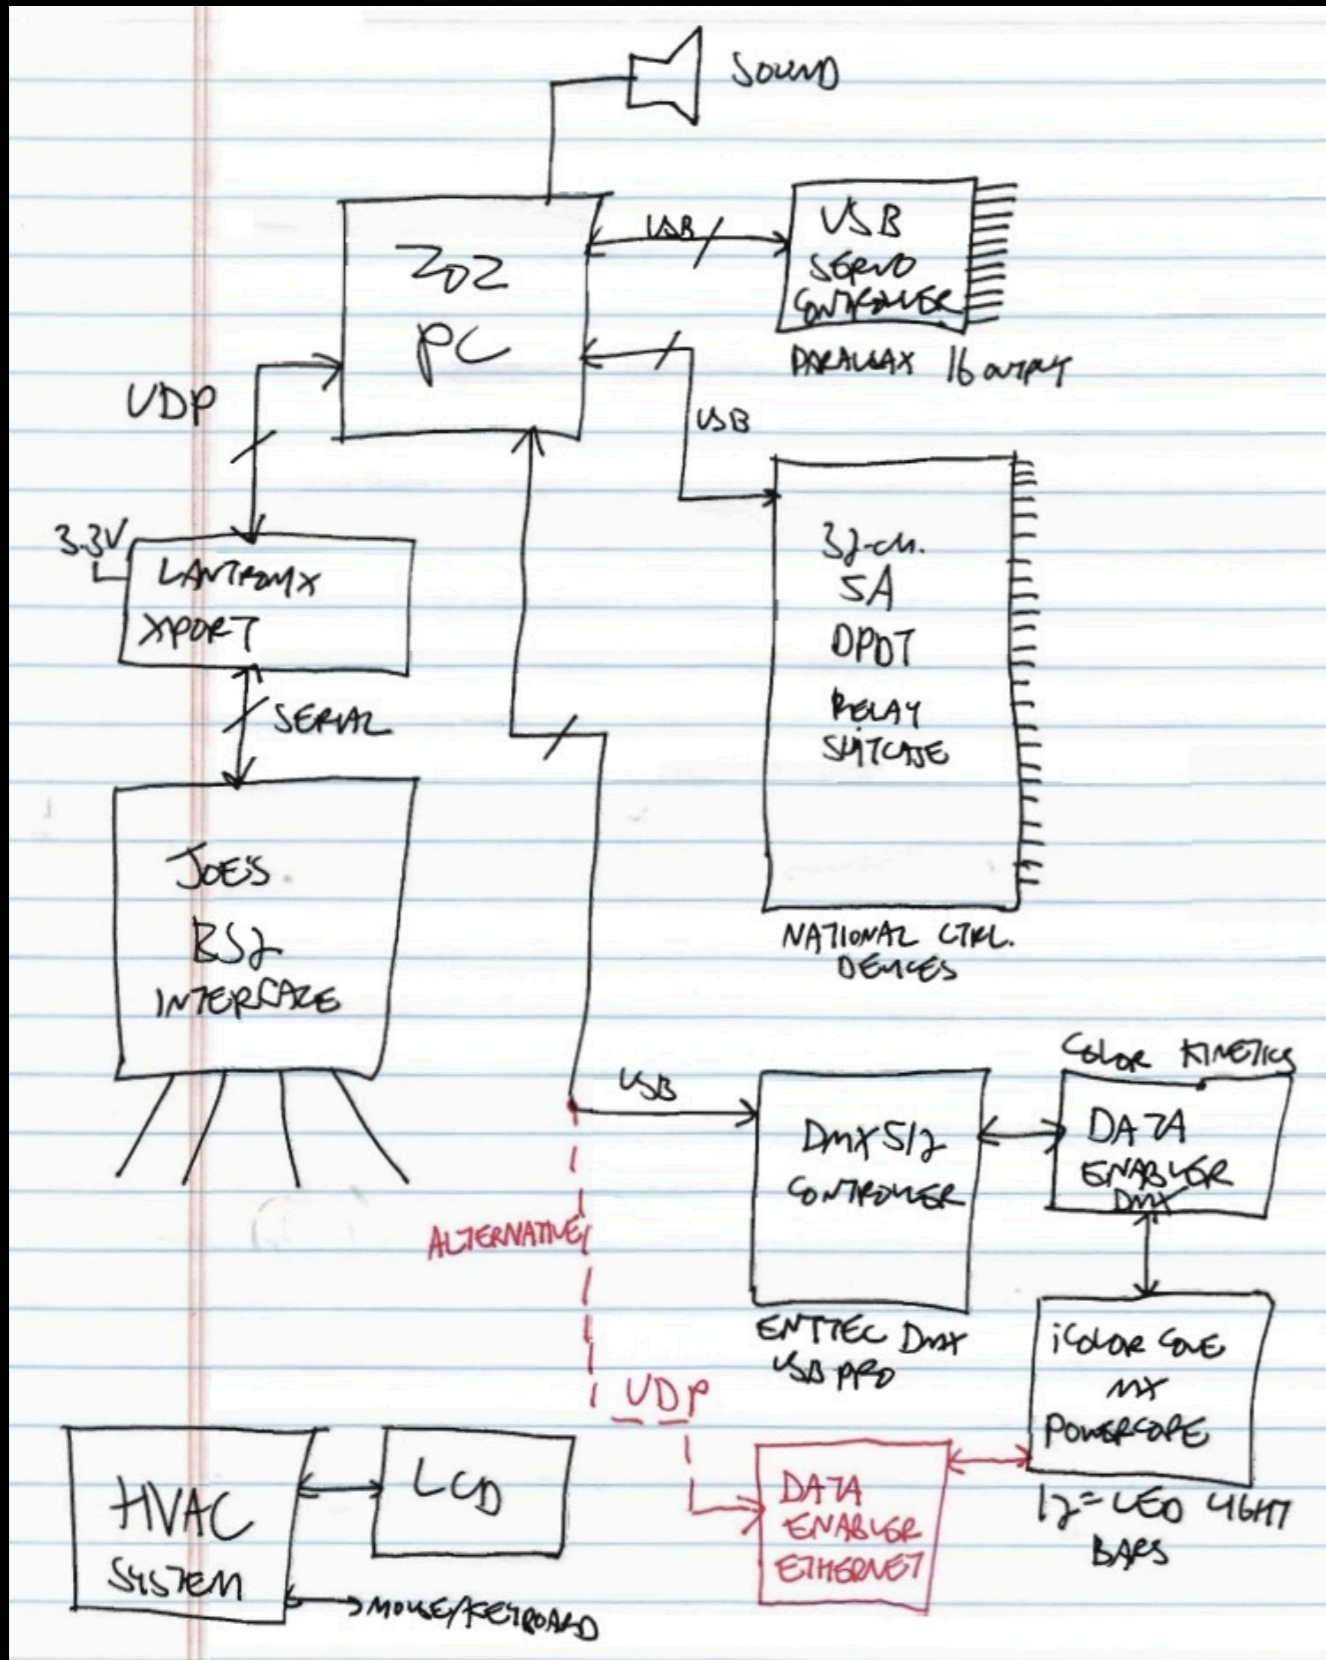 SOUND
USB
ZOZ
PC
USB
SERVO
CONTROLLER
PARALLAX 16 OUTPUT
UDP
USB
3.3V
LANTRONIX
XPORT
32-CH.
5A
DPDT
RELAY
SUITCASE
SERIAL
JOE'S
BS2
INTERFACE
NATIONAL CTRL.
DEVICES
COLOR KINETICS
USB
DMX512
CONTROLLER
DATA
ENABLER
DMX
ALTERNATIVE
ENTTEC DMX
USB PRO
iCOLOR COVE
MX
POWERCORE
UDP
12" LED LIGHT
BARS
HVAC
SYSTEM
LCD
MOUSE/KEYBOARD
DATA
ENABLER
ETHERNET